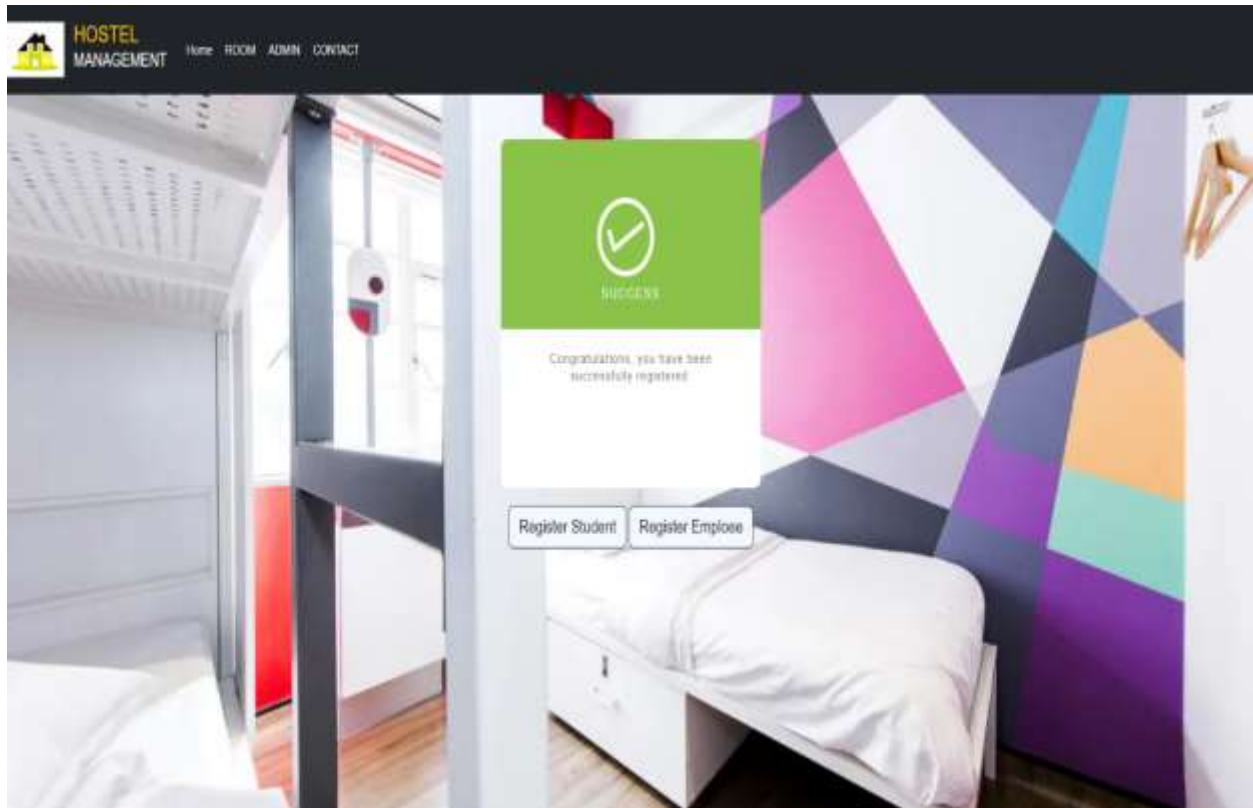 HOSTEL
MANAGEMENT
Home ROOM ADMIN CONTACT
SUCCESS
Congratulations, you have been
successfully registered
Register Student Register Emploee